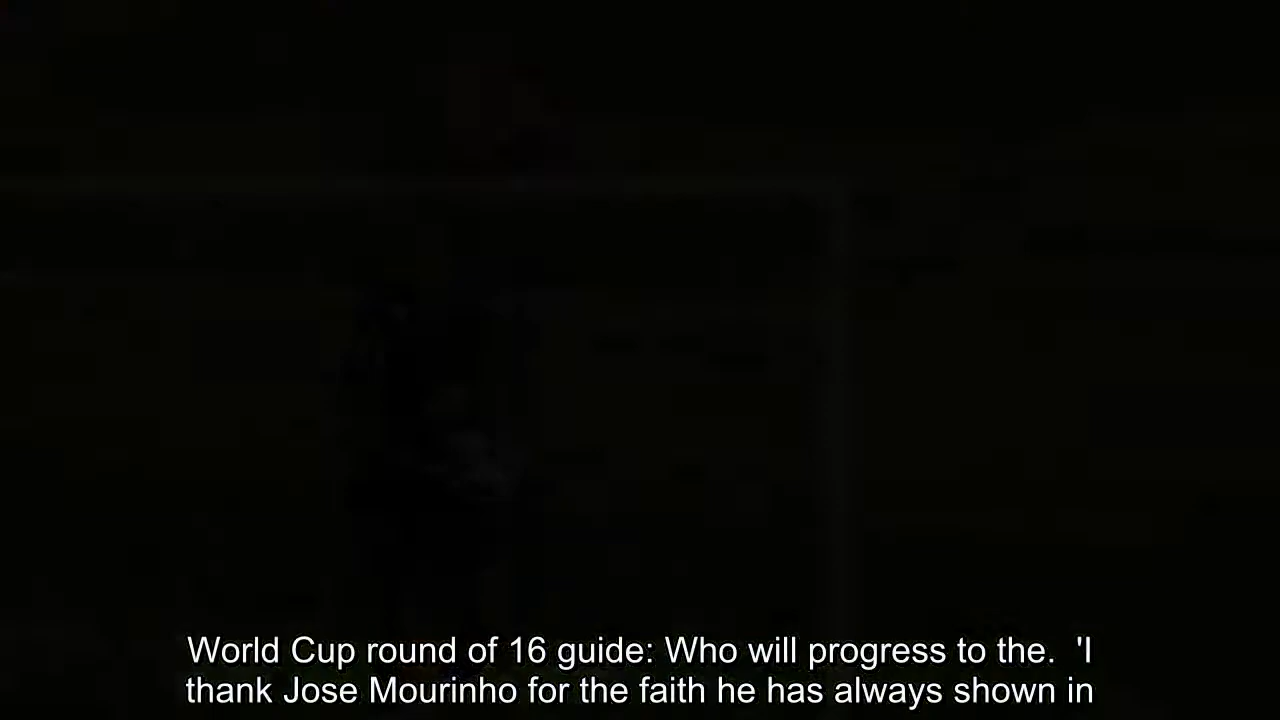 World Cup round of 16 guide: Who will progress to the.  'I
thank Jose Mourinho for the faith he has always shown in